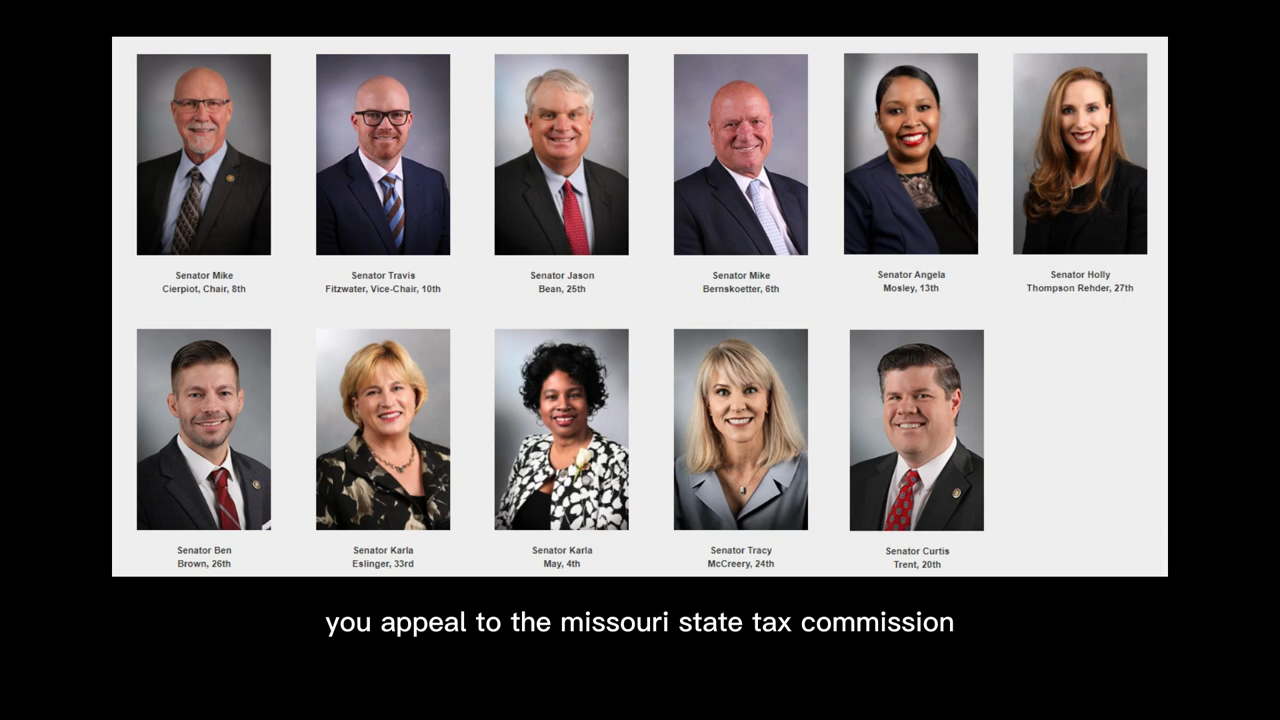 Senator Mike
Cierpiot, Chair, 8th
Senator Travis
Fitzwater, Vice-Chair, 10th
Senator Jason
Bean, 25th
Senator Mike
Bernskoetter, 6th
Senator Angela
Mosley, 13th
Senator Holly
Thompson Rehder, 27th
Senator Ben
Brown, 26th
Senator Karla
Eslinger, 33rd
Senator Karla
May, 4th
Senator Tracy
McCreery, 24th
Senator Curtis
Trent, 20th
you appeal to the missouri state tax commission